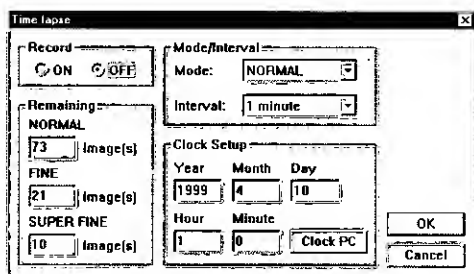 Time lapse
Record
ON OFF
Remaining
NORMAL
73 Image(s)
FINE
21 Image(s)
SUPER FINE
10 Image(s)
Mode/Interval
Mode: NORMAL
Interval: 1 minute
Clock Setup
Year Month Day
1999 4 10
Hour Minute
1 0 Clock PC
OK
Cancel